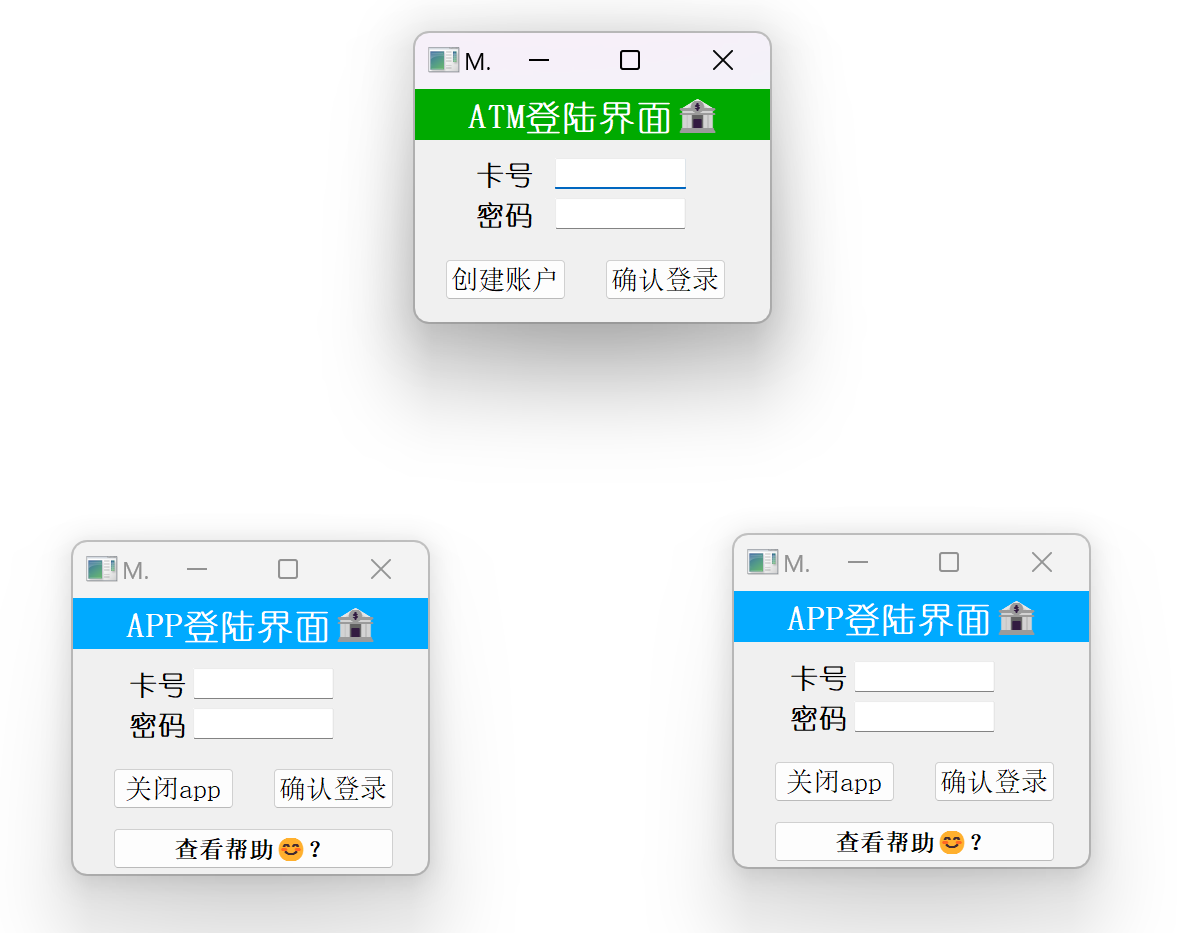 M.
ATM登陆界面🏦
卡号
密码
创建账户 确认登录
M.
APP登陆界面🏦
卡号
密码
关闭app 确认登录
查看帮助😊?
M.
APP登陆界面🏦
卡号
密码
关闭app 确认登录
查看帮助😊?